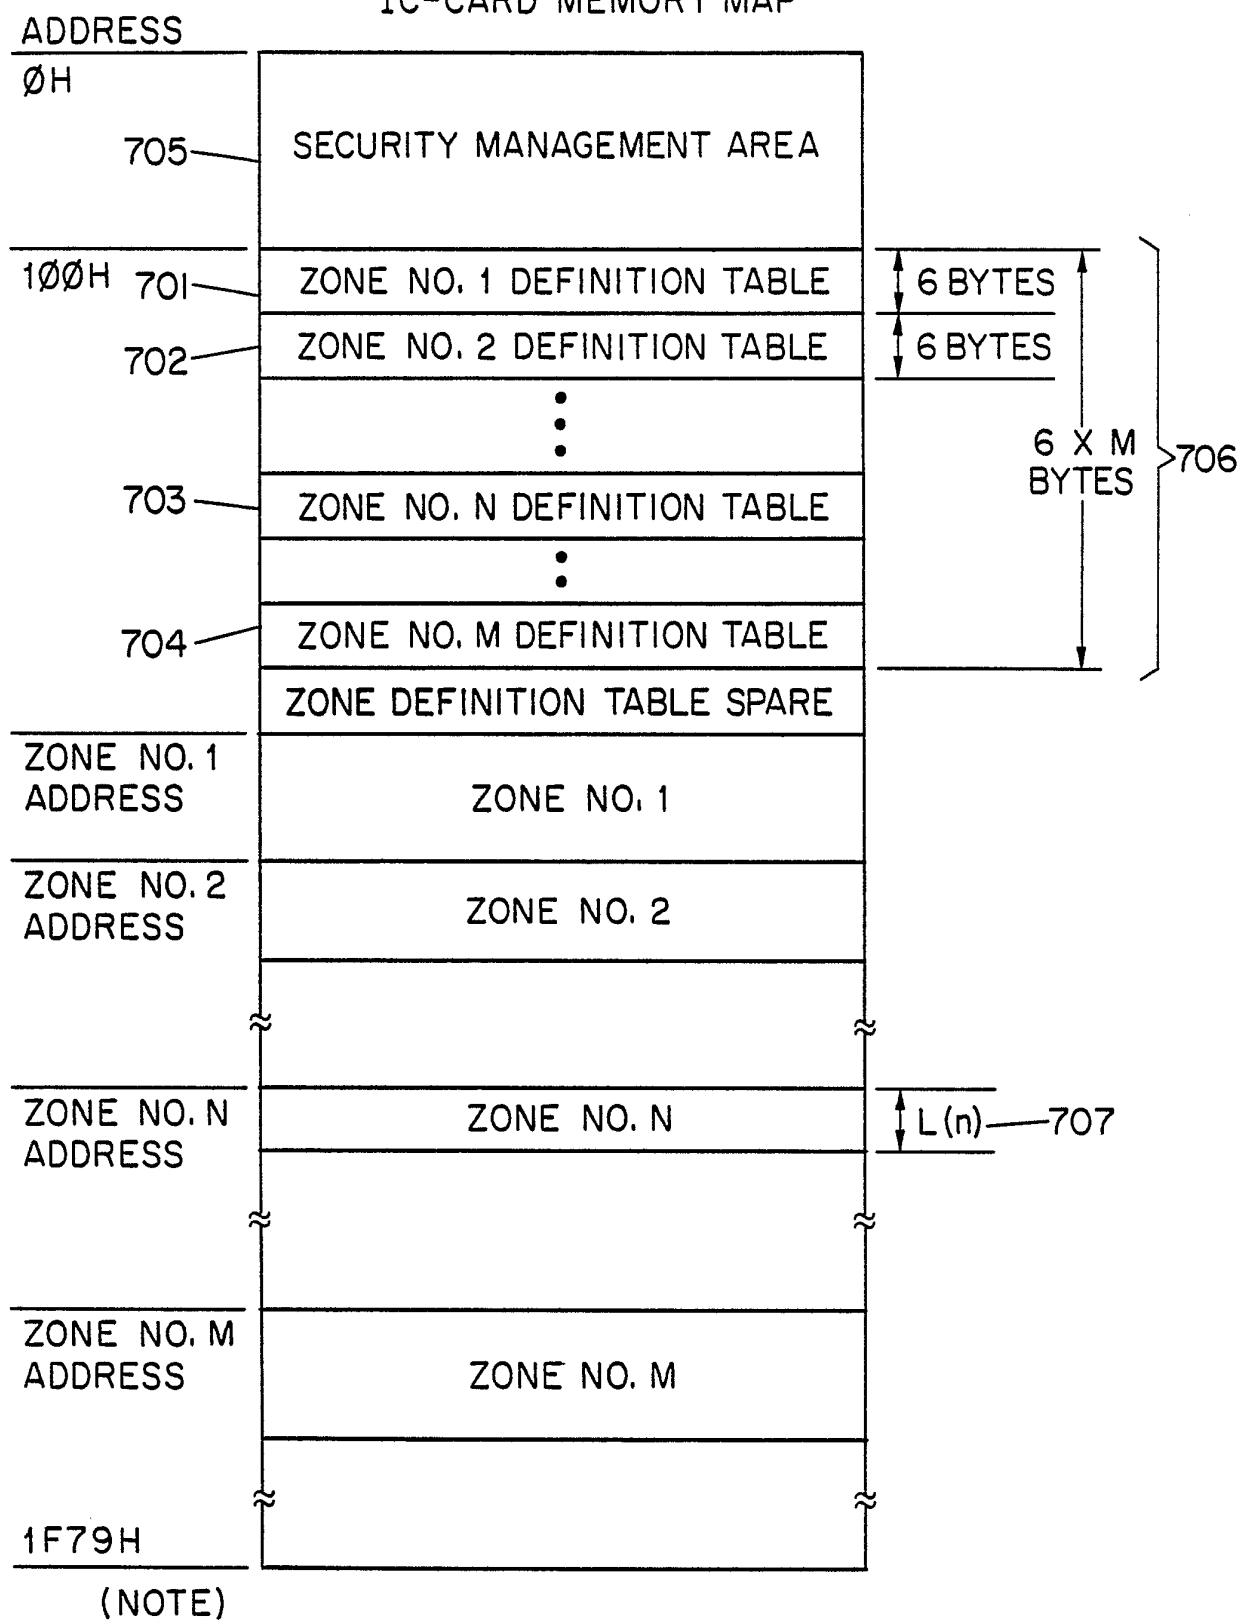 IC-CARD MEMORY MAP
ADDRESS
ØH
705 SECURITY MANAGEMENT AREA
1ØØH 701 ZONE NO. 1 DEFINITION TABLE 6 BYTES
702 ZONE NO. 2 DEFINITION TABLE 6 BYTES
6 X M
BYTES
706
703 ZONE NO. N DEFINITION TABLE
704 ZONE NO. M DEFINITION TABLE
ZONE DEFINITION TABLE SPARE
ZONE NO. 1
ADDRESS
ZONE NO. 1
ZONE NO. 2
ADDRESS
ZONE NO. 2
ZONE NO. N
ADDRESS
ZONE NO. N
L(n) 707
ZONE NO. M
ADDRESS
ZONE NO. M
1F79H
(NOTE)